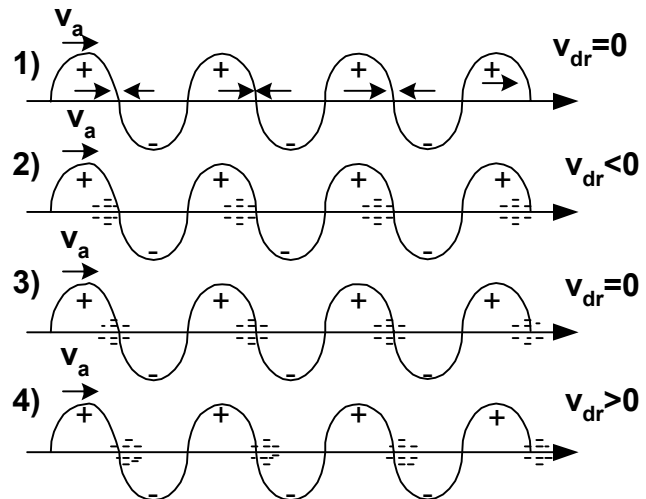 v_a
1) + + + + v_dr=0
- - -
v_a
2) + + + + v_dr<0
- - -
v_a
3) + + + + v_dr=0
- - -
v_a
4) + + + + v_dr>0
- - -